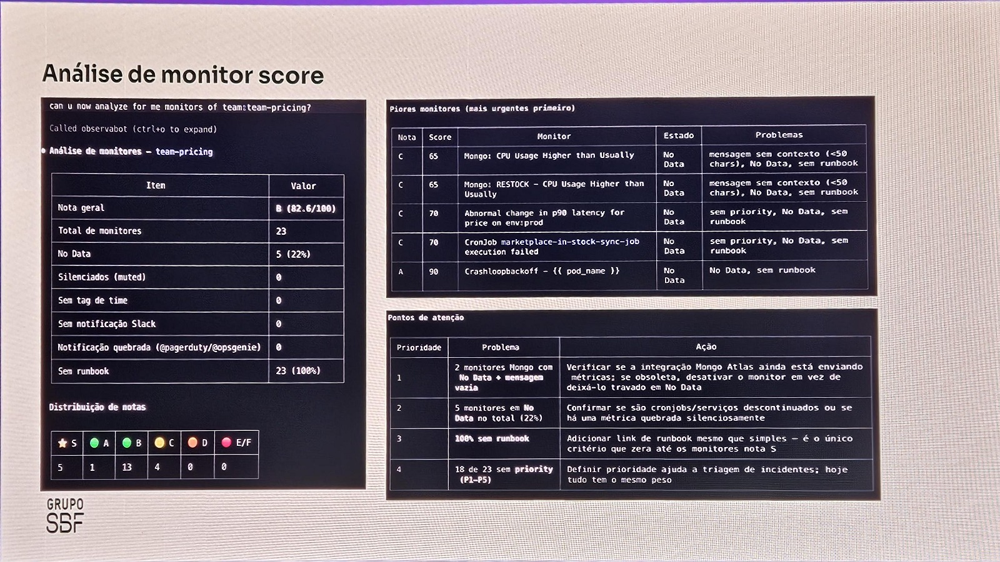 Análise de monitor score
can u now analyze for me monitors of team:team-pricing?
Called observabot (ctrl+o to expand)
Análise de monitores – team-pricing
Item Valor
Nota geral B (82.6/100)
Total de monitores 23
No Data 5 (22%)
Silenciados (muted) 0
Sem tag de time 0
Sem notificação Slack 0
Notificação quebrada (@pagerduty/@opsgenie) 0
Sem runbook 23 (100%)
Distribuição de notas
S A B C D E/F
5 1 13 4 0 0
GRUPO
SBF
Piores monitores (mais urgentes primeiro)
Nota Score Monitor Estado Problemas
C 65 Mongo: CPU Usage Higher than Usually No mensagem sem contexto (<50
Data chars), No Data, sem runbook
C 65 Mongo: RESTOCK – CPU Usage Higher than No mensagem sem contexto (<50
Usually Data chars), No Data, sem runbook
C 70 Abnormal change in p90 latency for No sem priority, No Data, sem
price on env:prod Data runbook
C 70 CronJob marketplace-in-stock-sync-job No sem priority, No Data, sem
execution failed Data runbook
A 90 Crashloopbackoff – {{ pod_name }} No No Data, sem runbook
Data
Pontos de atenção
Prioridade Problema Ação
2 monitores Mongo com Verificar se a integração Mongo Atlas ainda está enviando
1 No Data + mensagem métricas; se obsoleta, desativar o monitor em vez de
vazia deixá-lo travado em No Data
2 5 monitores em No Confirmar se são cronjobs/serviços descontinuados ou se
Data no total (22%) há uma métrica quebrada silenciosamente
3 100% sem runbook Adicionar link de runbook mesmo que simples — é o único
critério que zera até os monitores nota S
4 18 de 23 sem priority Definir prioridade ajuda a triagem de incidentes; hoje
(P1–P5) tudo tem o mesmo peso